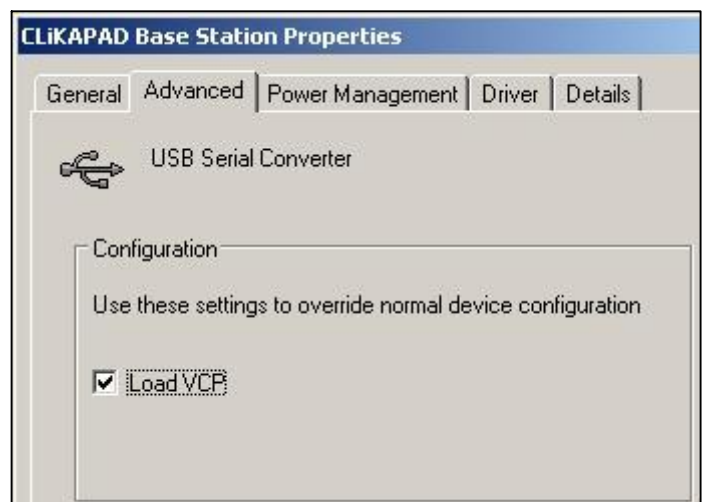 CLiKAPAD Base Station Properties
General Advanced Power Management Driver Details
USB Serial Converter
Configuration
Use these settings to override normal device configuration
Load VCP